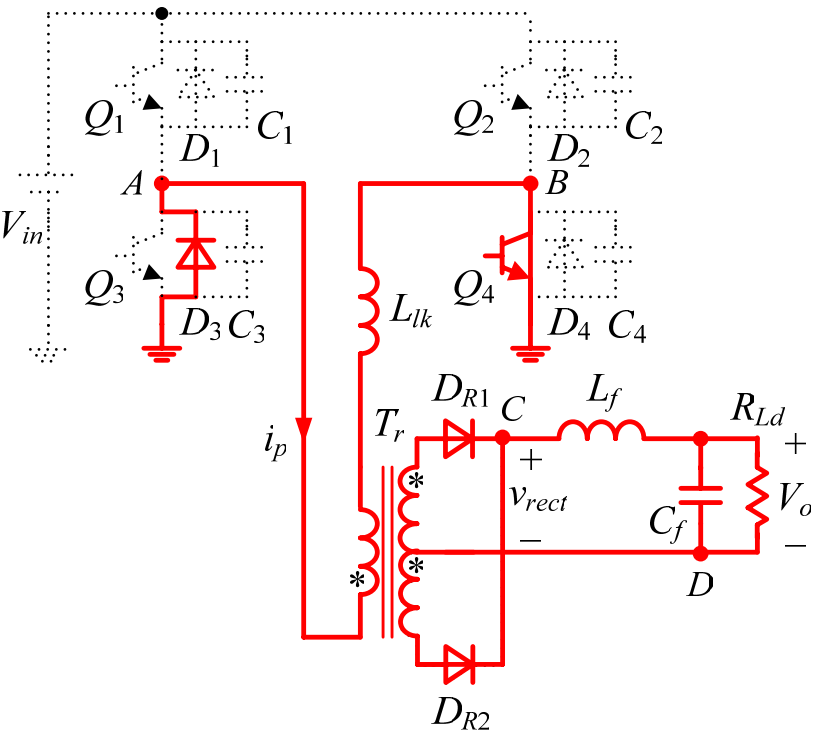 Q1 D1 C1 Q2 D2 C2
A B
Vin
Q3 D3 C3 Q4 D4 C4
Llk
DR1 C Lf RLd
ip Tr
* + +
vrect Cf Vo
* * − −
D
DR2